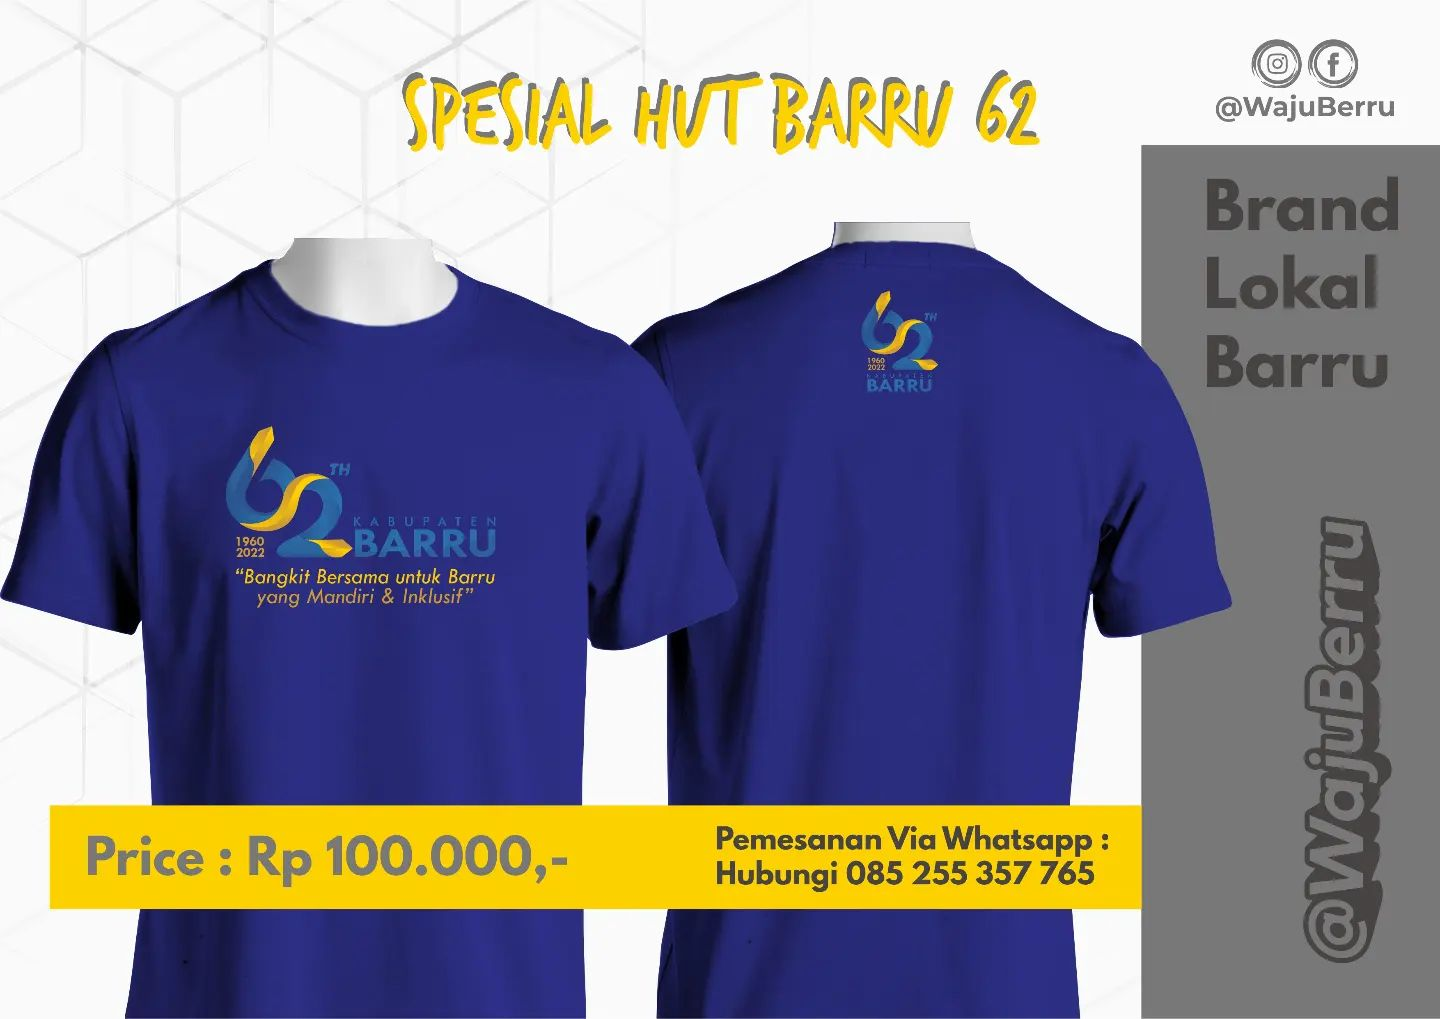 SPESIAL HUT BARRU 62
@WajuBerru
Brand
Lokal
Barru
62 TH
1960
2022
KABUPATEN
BARRU
“Bangkit Bersama untuk Barru
yang Mandiri & Inklusif”
62 TH
1960
2022
KABUPATEN
BARRU
@WajuBerru
Price : Rp 100.000,-
Pemesanan Via Whatsapp :
Hubungi 085 255 357 765